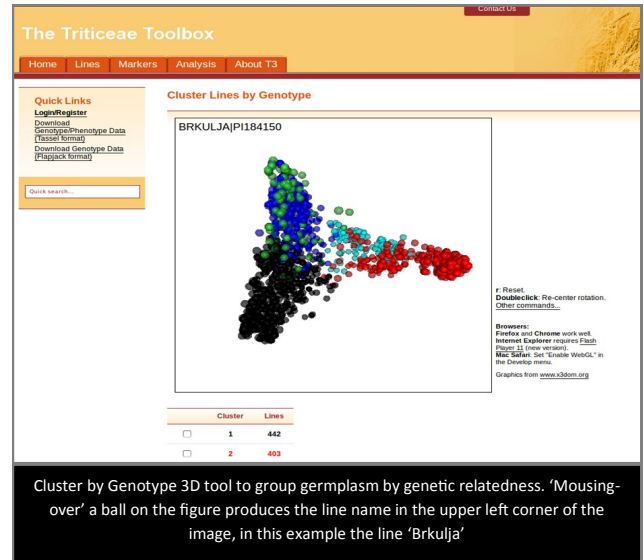 Contact Us
The Triticeae Toolbox
Home Lines Markers Analysis About T3
Quick Links
Login/Register
Download
Genotype/Phenotype Data
(Tassel format)
Download Genotype Data
(Flapjack format)
Quick search...
Cluster Lines by Genotype
BRKULJA|PI184150
r: Reset.
Doubleclick: Re-center rotation.
Other commands...
Browsers:
Firefox and Chrome work well.
Internet Explorer requires Flash
Player 11 (new version).
Mac Safari: Set "Enable WebGL" in
the Develop menu.
Graphics from www.x3dom.org
Cluster Lines
1 442
2 403
Cluster by Genotype 3D tool to group germplasm by genetic relatedness. ‘Mousing-
over’ a ball on the figure produces the line name in the upper left corner of the
image, in this example the line ‘Brkulja’